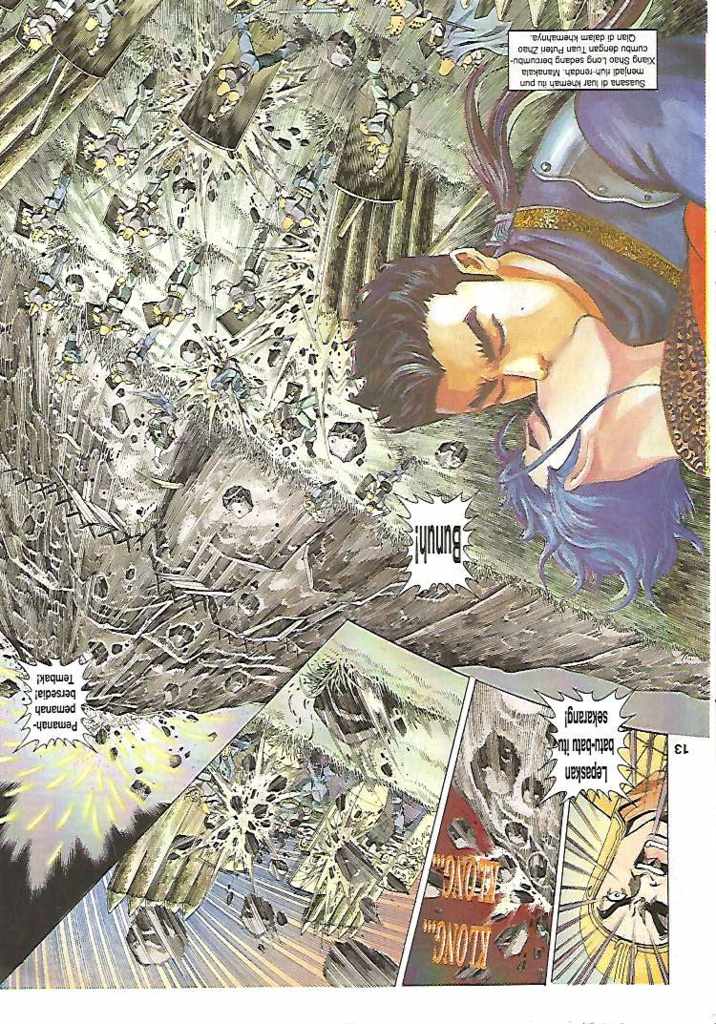 13
Lepaskan
batu-batu itu
sekarang!
KLONG...
KLONG...
Pemanah-
pemanah
bersedia!
Tembak!
Bunuh!
Suasana di luar khemah itu pun
menjadi riuh-rendah. Manakala
Xiang Shao Long sedang bercumbu-
cumbu dengan Tuan Puteri Zhao
Qian di dalam khemahnya.